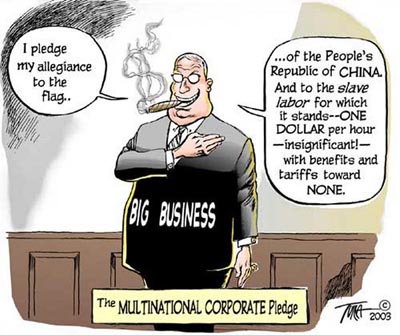 I pledge
my allegiance
to the
flag..
...of the People's
Republic of CHINA.
And to the slave
labor for which
it stands--ONE
DOLLAR per hour
—insignificant!—
with benefits and
tariffs toward
NONE.
BIG BUSINESS
The MULTINATIONAL CORPORATE Pledge
©
2003